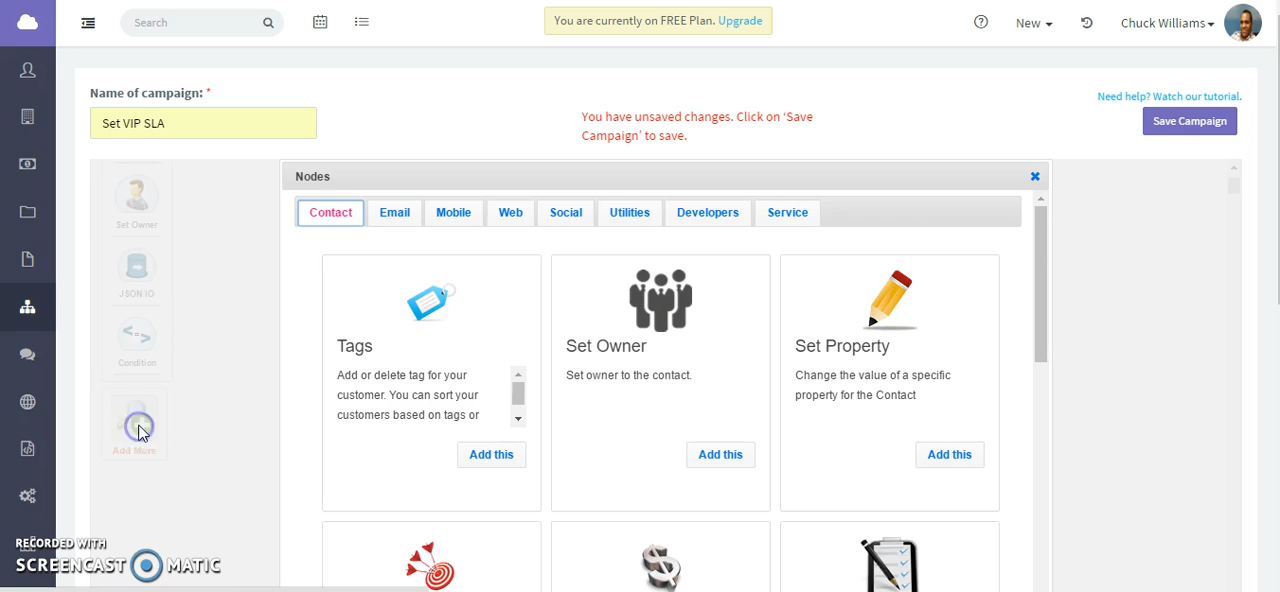 Search
You are currently on FREE Plan. Upgrade
New
Chuck Williams
Name of campaign: *
Set VIP SLA
You have unsaved changes. Click on ‘Save
Campaign’ to save.
Need help? Watch our tutorial.
Save Campaign
Nodes
Contact Email Mobile Web Social Utilities Developers Service
Set Owner
JSON IO
Condition
Add More
Tags
Add or delete tag for your
customer. You can sort your
customers based on tags or
Add this
Set Owner
Set owner to the contact.
Add this
Set Property
Change the value of a specific
property for the Contact
Add this
RECORDED WITH
SCREENCAST MATIC